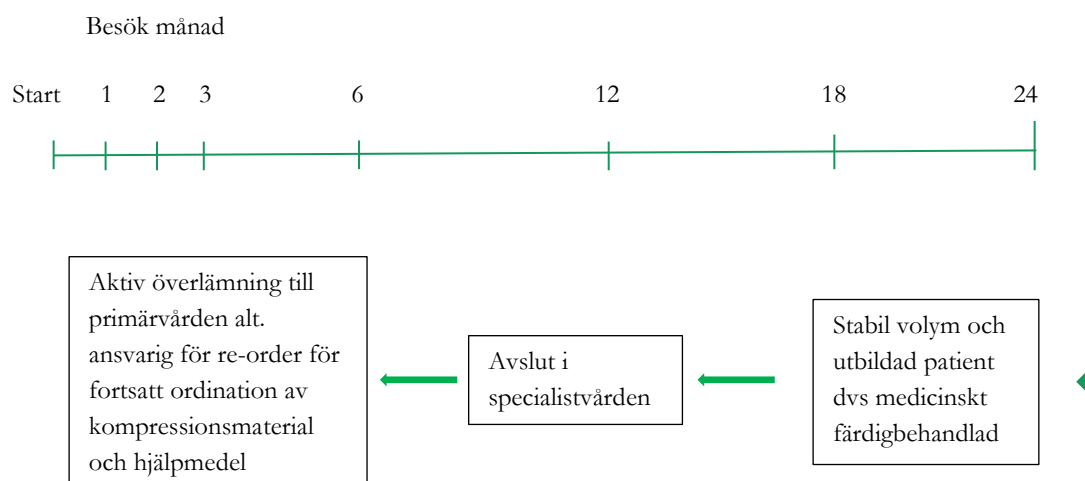 Besök månad
Start 1 2 3 6 12 18 24
Aktiv överlämning till
primärvården alt.
ansvarig för re-order för
fortsatt ordination av
kompressionsmaterial
och hjälpmedel
Avslut i
specialistvården
Stabil volym och
utbildad patient
dvs medicinskt
färdigbehandlad